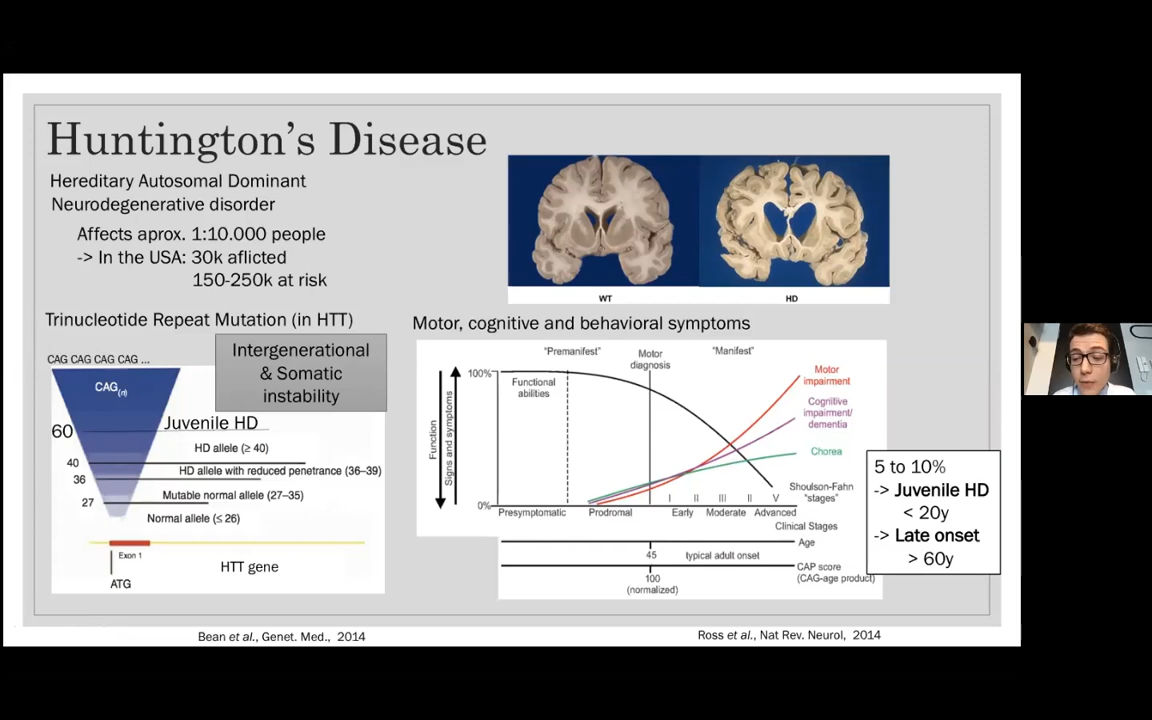 Huntington's Disease
Hereditary Autosomal Dominant
Neurodegenerative disorder
Affects aprox. 1:10.000 people
-> In the USA: 30k aflicted
150-250k at risk
WT
HD
Trinucleotide Repeat Mutation (in HTT)
CAG CAG CAG CAG ...
Intergenerational
& Somatic
instability
CAG(n)
60
Juvenile HD
HD allele (≥ 40)
40
HD allele with reduced penetrance (36–39)
36
Mutable normal allele (27–35)
27
Normal allele (≤ 26)
Exon 1
HTT gene
ATG
Bean et al., Genet. Med., 2014
Motor, cognitive and behavioral symptoms
"Premanifest"
Motor
diagnosis
"Manifest"
100%
Functional
abilities
Function
Signs and symptoms
Motor
impairment
Cognitive
impairment/
dementia
Chorea
0%
I II III II V
Shoulson-Fahn
"stages"
Presymptomatic Prodromal Early Moderate Advanced
Clinical Stages
Age
45 typical adult onset
CAP score
(CAG-age product)
100
(normalized)
5 to 10%
-> Juvenile HD
< 20y
-> Late onset
> 60y
Ross et al., Nat Rev. Neurol, 2014